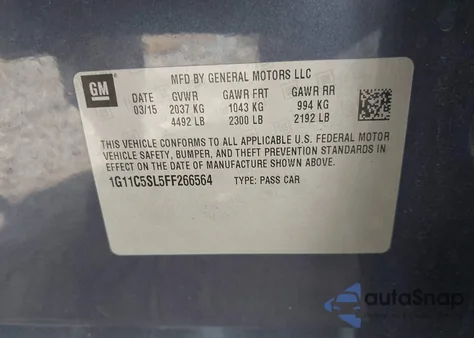 GM
MFD BY GENERAL MOTORS LLC
DATE GVWR GAWR FRT GAWR RR
03/15 2037 KG 1043 KG 994 KG
4492 LB 2300 LB 2192 LB
THIS VEHICLE CONFORMS TO ALL APPLICABLE U.S. FEDERAL MOTOR
VEHICLE SAFETY, BUMPER, AND THEFT PREVENTION STANDARDS IN
EFFECT ON THE DATE OF MANUFACTURE SHOWN ABOVE.
1G11C5SL5FF266564 TYPE: PASS CAR
autoSnap